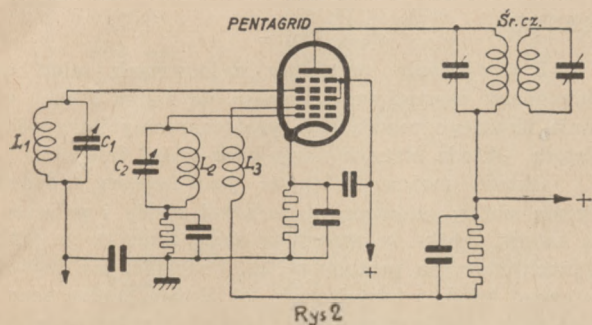 PENTAGRID
Śr. cz.
L1
C1
C2
L2
L3
+
+
Rys 2